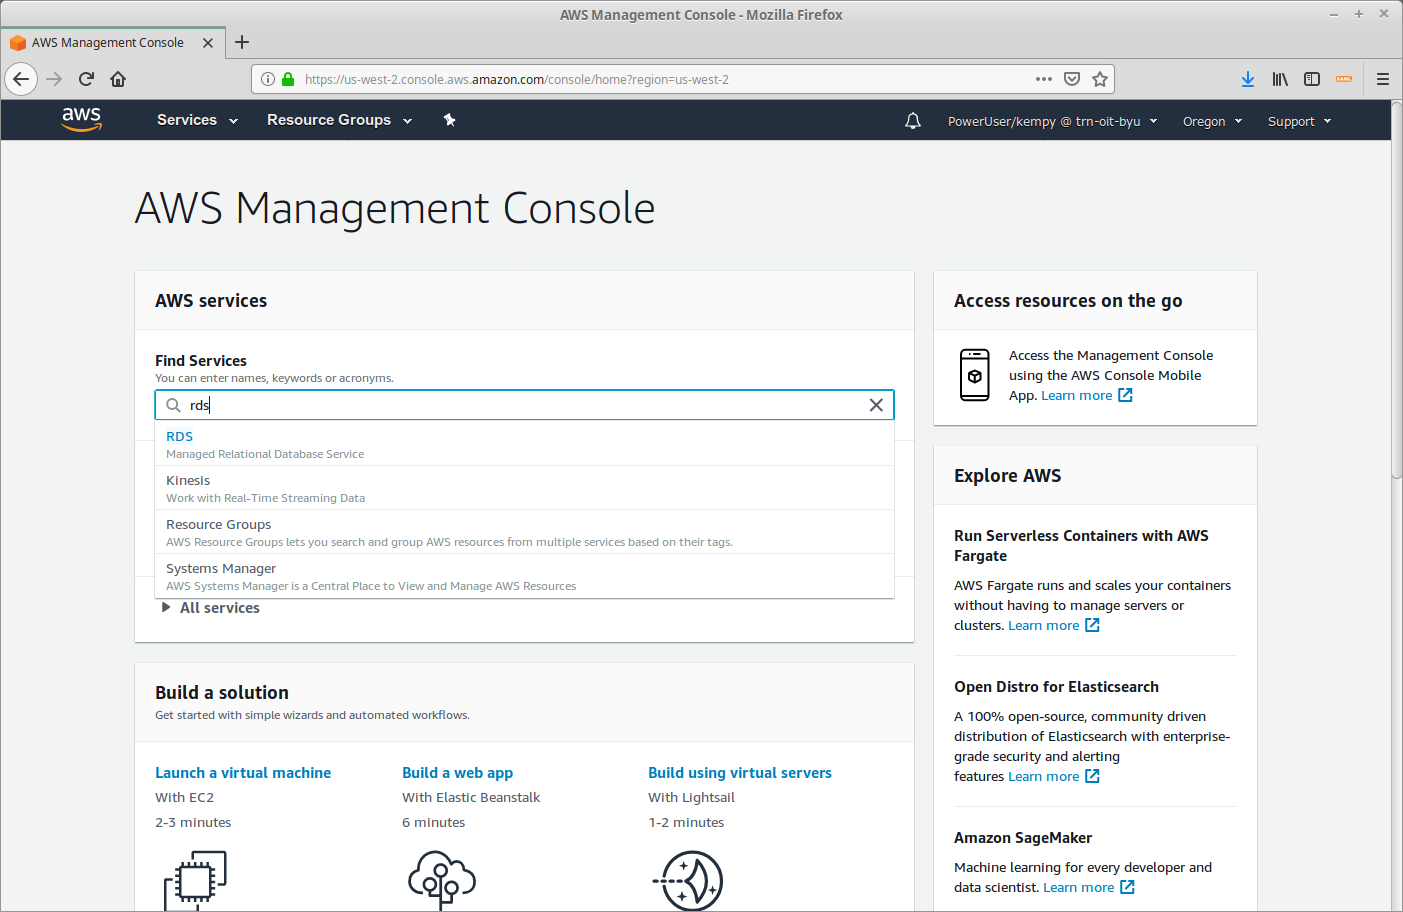 AWS Management Console - Mozilla Firefox
AWS Management Console
https://us-west-2.console.aws.amazon.com/console/home?region=us-west-2
SAML
aws
Services
Resource Groups
PowerUser/kempy @ trn-oit-byu
Oregon
Support
AWS Management Console
AWS services
Find Services
You can enter names, keywords or acronyms.
rds
RDS
Managed Relational Database Service
Kinesis
Work with Real-Time Streaming Data
Resource Groups
AWS Resource Groups lets you search and group AWS resources from multiple services based on their tags.
Systems Manager
AWS Systems Manager is a Central Place to View and Manage AWS Resources
All services
Build a solution
Get started with simple wizards and automated workflows.
Launch a virtual machine
With EC2
2-3 minutes
Build a web app
With Elastic Beanstalk
6 minutes
Build using virtual servers
With Lightsail
1-2 minutes
Access resources on the go
Access the Management Console
using the AWS Console Mobile
App. Learn more
Explore AWS
Run Serverless Containers with AWS
Fargate
AWS Fargate runs and scales your containers
without having to manage servers or
clusters. Learn more
Open Distro for Elasticsearch
A 100% open-source, community driven
distribution of Elasticsearch with enterprise-
grade security and alerting
features Learn more
Amazon SageMaker
Machine learning for every developer and
data scientist. Learn more